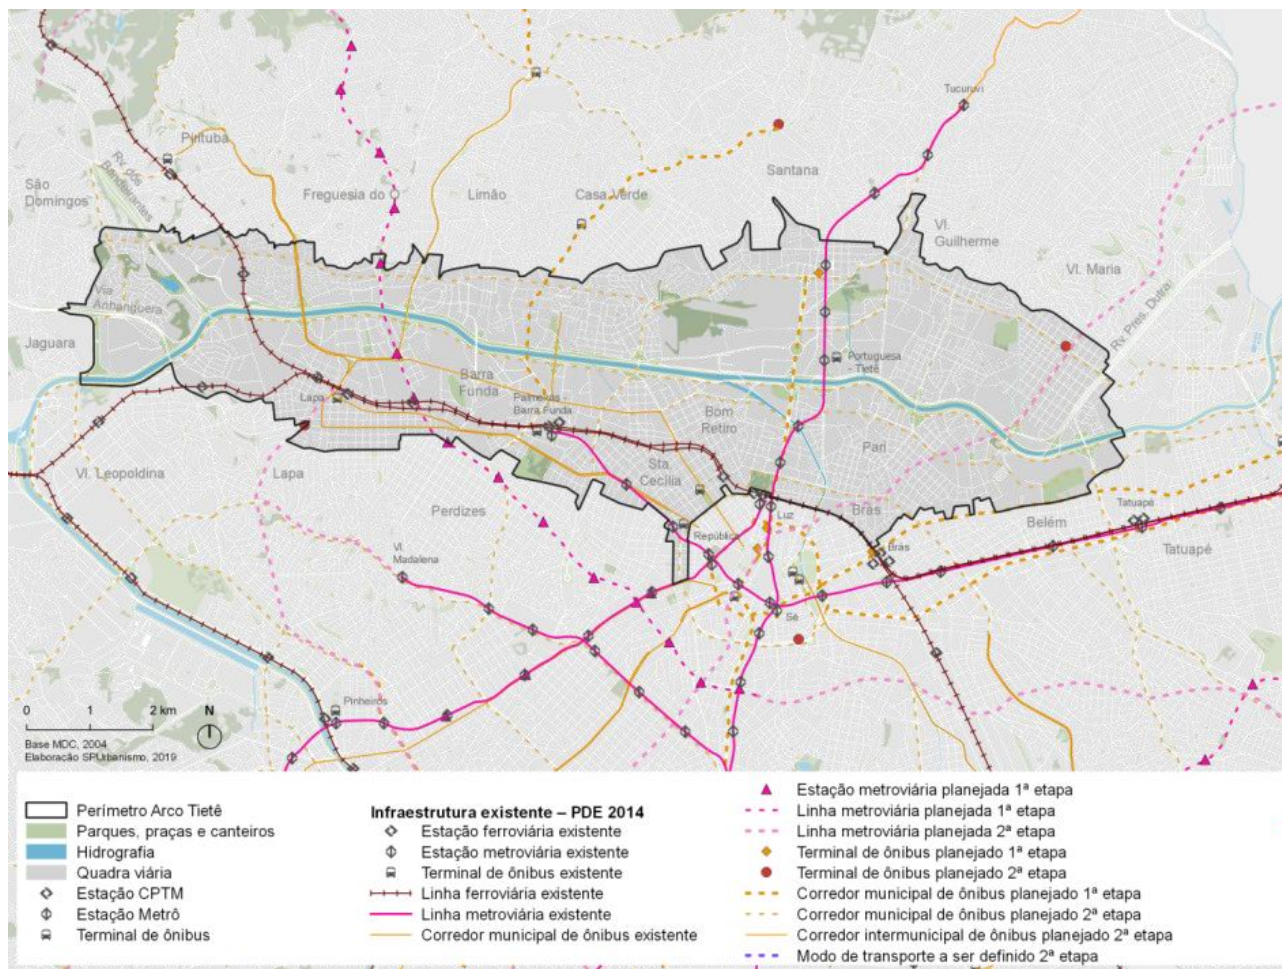 Tucuruvi
Pirituba
Santana
São
Domingos
Rv. dos
Bandeirantes
Freguesia do
Limão
Casa Verde
Vl.
Guilherme
Vl. Maria
Via
Anhanguera
Rv. Pres. Dutra
Jaguara
Barra
Funda
Portuguesa
- Tietê
Lapa
Palmeiras -
Barra Funda
Bom
Retiro
Pari
Vl. Leopoldina
Lapa
Sta.
Cecília
Perdizes
Luz
Brás
Tatuapé
Belém
República
Brás
Tatuapé
Vl.
Madalena
Sé
Pinheiros
0 1 2 km
N
Base MDC, 2004
Elaboração SPUrbanismo, 2019
Perímetro Arco Tietê
Parques, praças e canteiros
Hidrografia
Quadra viária
Estação CPTM
Estação Metrô
Terminal de ônibus
Infraestrutura existente – PDE 2014
Estação ferroviária existente
Estação metroviária existente
Terminal de ônibus existente
Linha ferroviária existente
Linha metroviária existente
Corredor municipal de ônibus existente
Estação metroviária planejada 1ª etapa
Linha metroviária planejada 1ª etapa
Linha metroviária planejada 2ª etapa
Terminal de ônibus planejado 1ª etapa
Terminal de ônibus planejado 2ª etapa
Corredor municipal de ônibus planejado 1ª etapa
Corredor municipal de ônibus planejado 2ª etapa
Corredor intermunicipal de ônibus planejado 2ª etapa
Modo de transporte a ser definido 2ª etapa